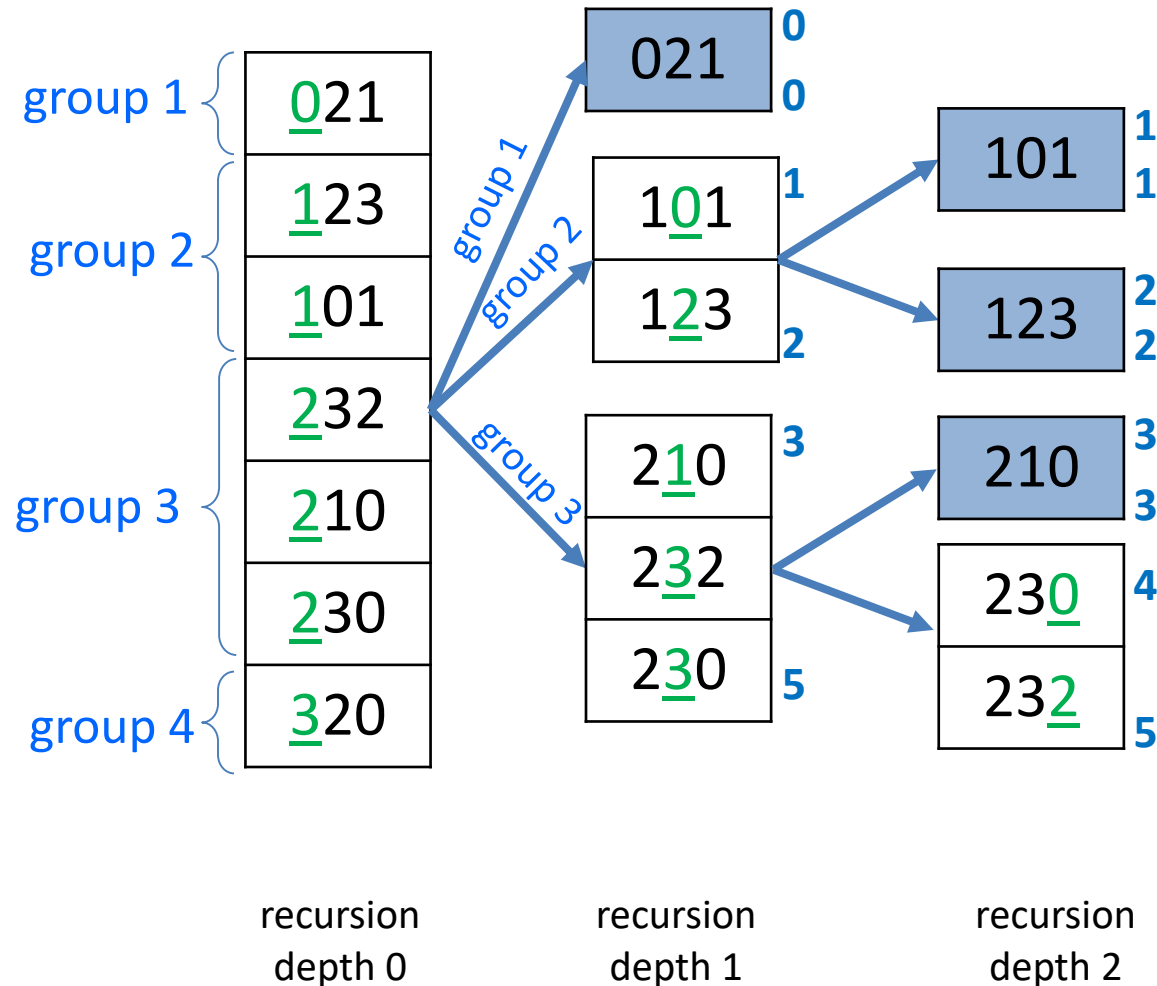 group 1
group 2
group 3
group 4
021
123
101
232
210
230
320
group 1
group 2
group 3
021
0
0
101
123
1
2
210
232
230
3
5
101
1
1
123
2
2
210
3
3
230
232
4
5
recursion
depth 0
recursion
depth 1
recursion
depth 2